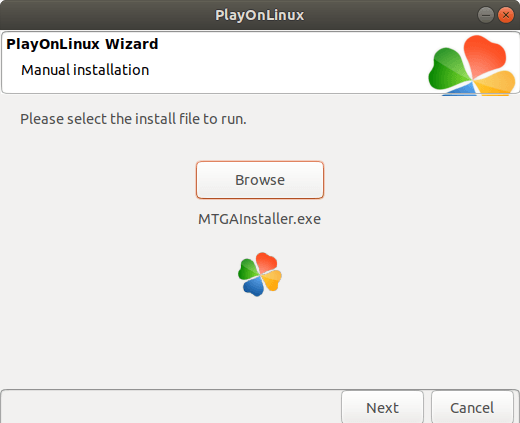 PlayOnLinux
PlayOnLinux Wizard
Manual installation
Please select the install file to run.
Browse
MTGAInstaller.exe
Next
Cancel